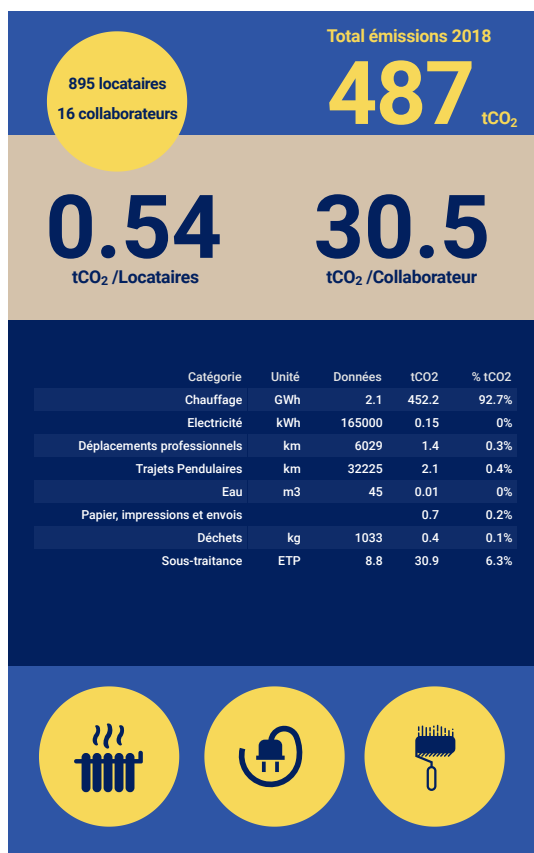 Total émissions 2018
895 locataires
16 collaborateurs
487 tCO₂
0.54 30.5
tCO₂ /Locataires tCO₂ /Collaborateur
Catégorie Unité Données tCO2 % tCO2
Chauffage GWh 2.1 452.2 92.7%
Electricité kWh 165000 0.15 0%
Déplacements professionnels km 6029 1.4 0.3%
Trajets Pendulaires km 32225 2.1 0.4%
Eau m3 45 0.01 0%
Papier, impressions et envois 0.7 0.2%
Déchets kg 1033 0.4 0.1%
Sous-traitance ETP 8.8 30.9 6.3%